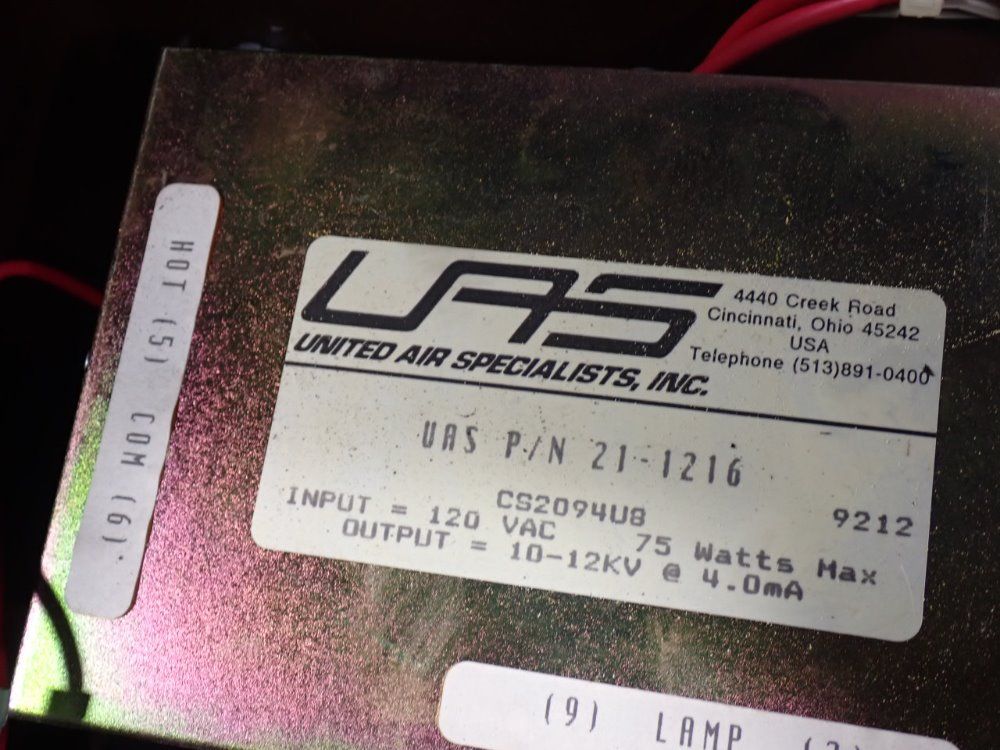 HOT (5) COM (6)
UAS
4440 Creek Road
Cincinnati, Ohio 45242
USA
Telephone (513)891-0400
UNITED AIR SPECIALISTS, INC.
UAS P/N 21-1216
CS2094U8 9212
INPUT = 120 VAC 75 Watts Max
OUTPUT = 10-12KV @ 4.0mA
(9) LAMP